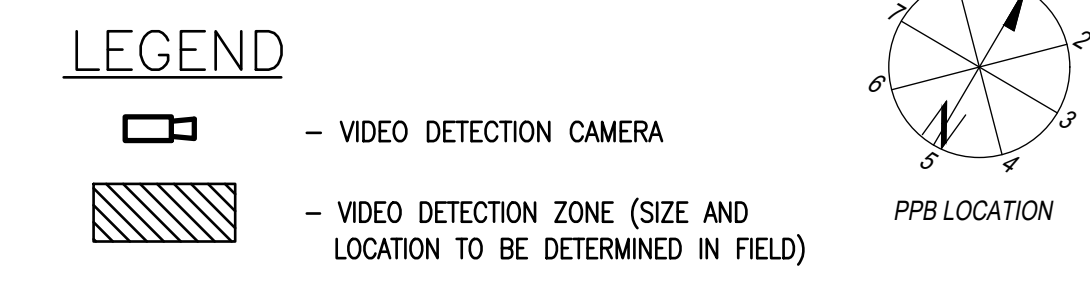 LEGEND
– VIDEO DETECTION CAMERA
– VIDEO DETECTION ZONE (SIZE AND
LOCATION TO BE DETERMINED IN FIELD)
7
2
6
3
N
5
4
PPB LOCATION